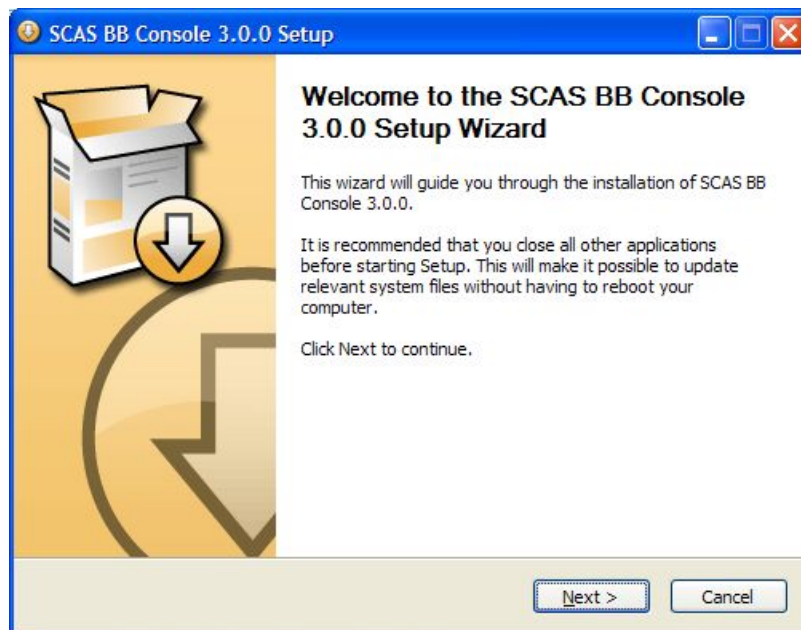 SCAS BB Console 3.0.0 Setup
Welcome to the SCAS BB Console
3.0.0 Setup Wizard
This wizard will guide you through the installation of SCAS BB
Console 3.0.0.
It is recommended that you close all other applications
before starting Setup. This will make it possible to update
relevant system files without having to reboot your
computer.
Click Next to continue.
Next >
Cancel